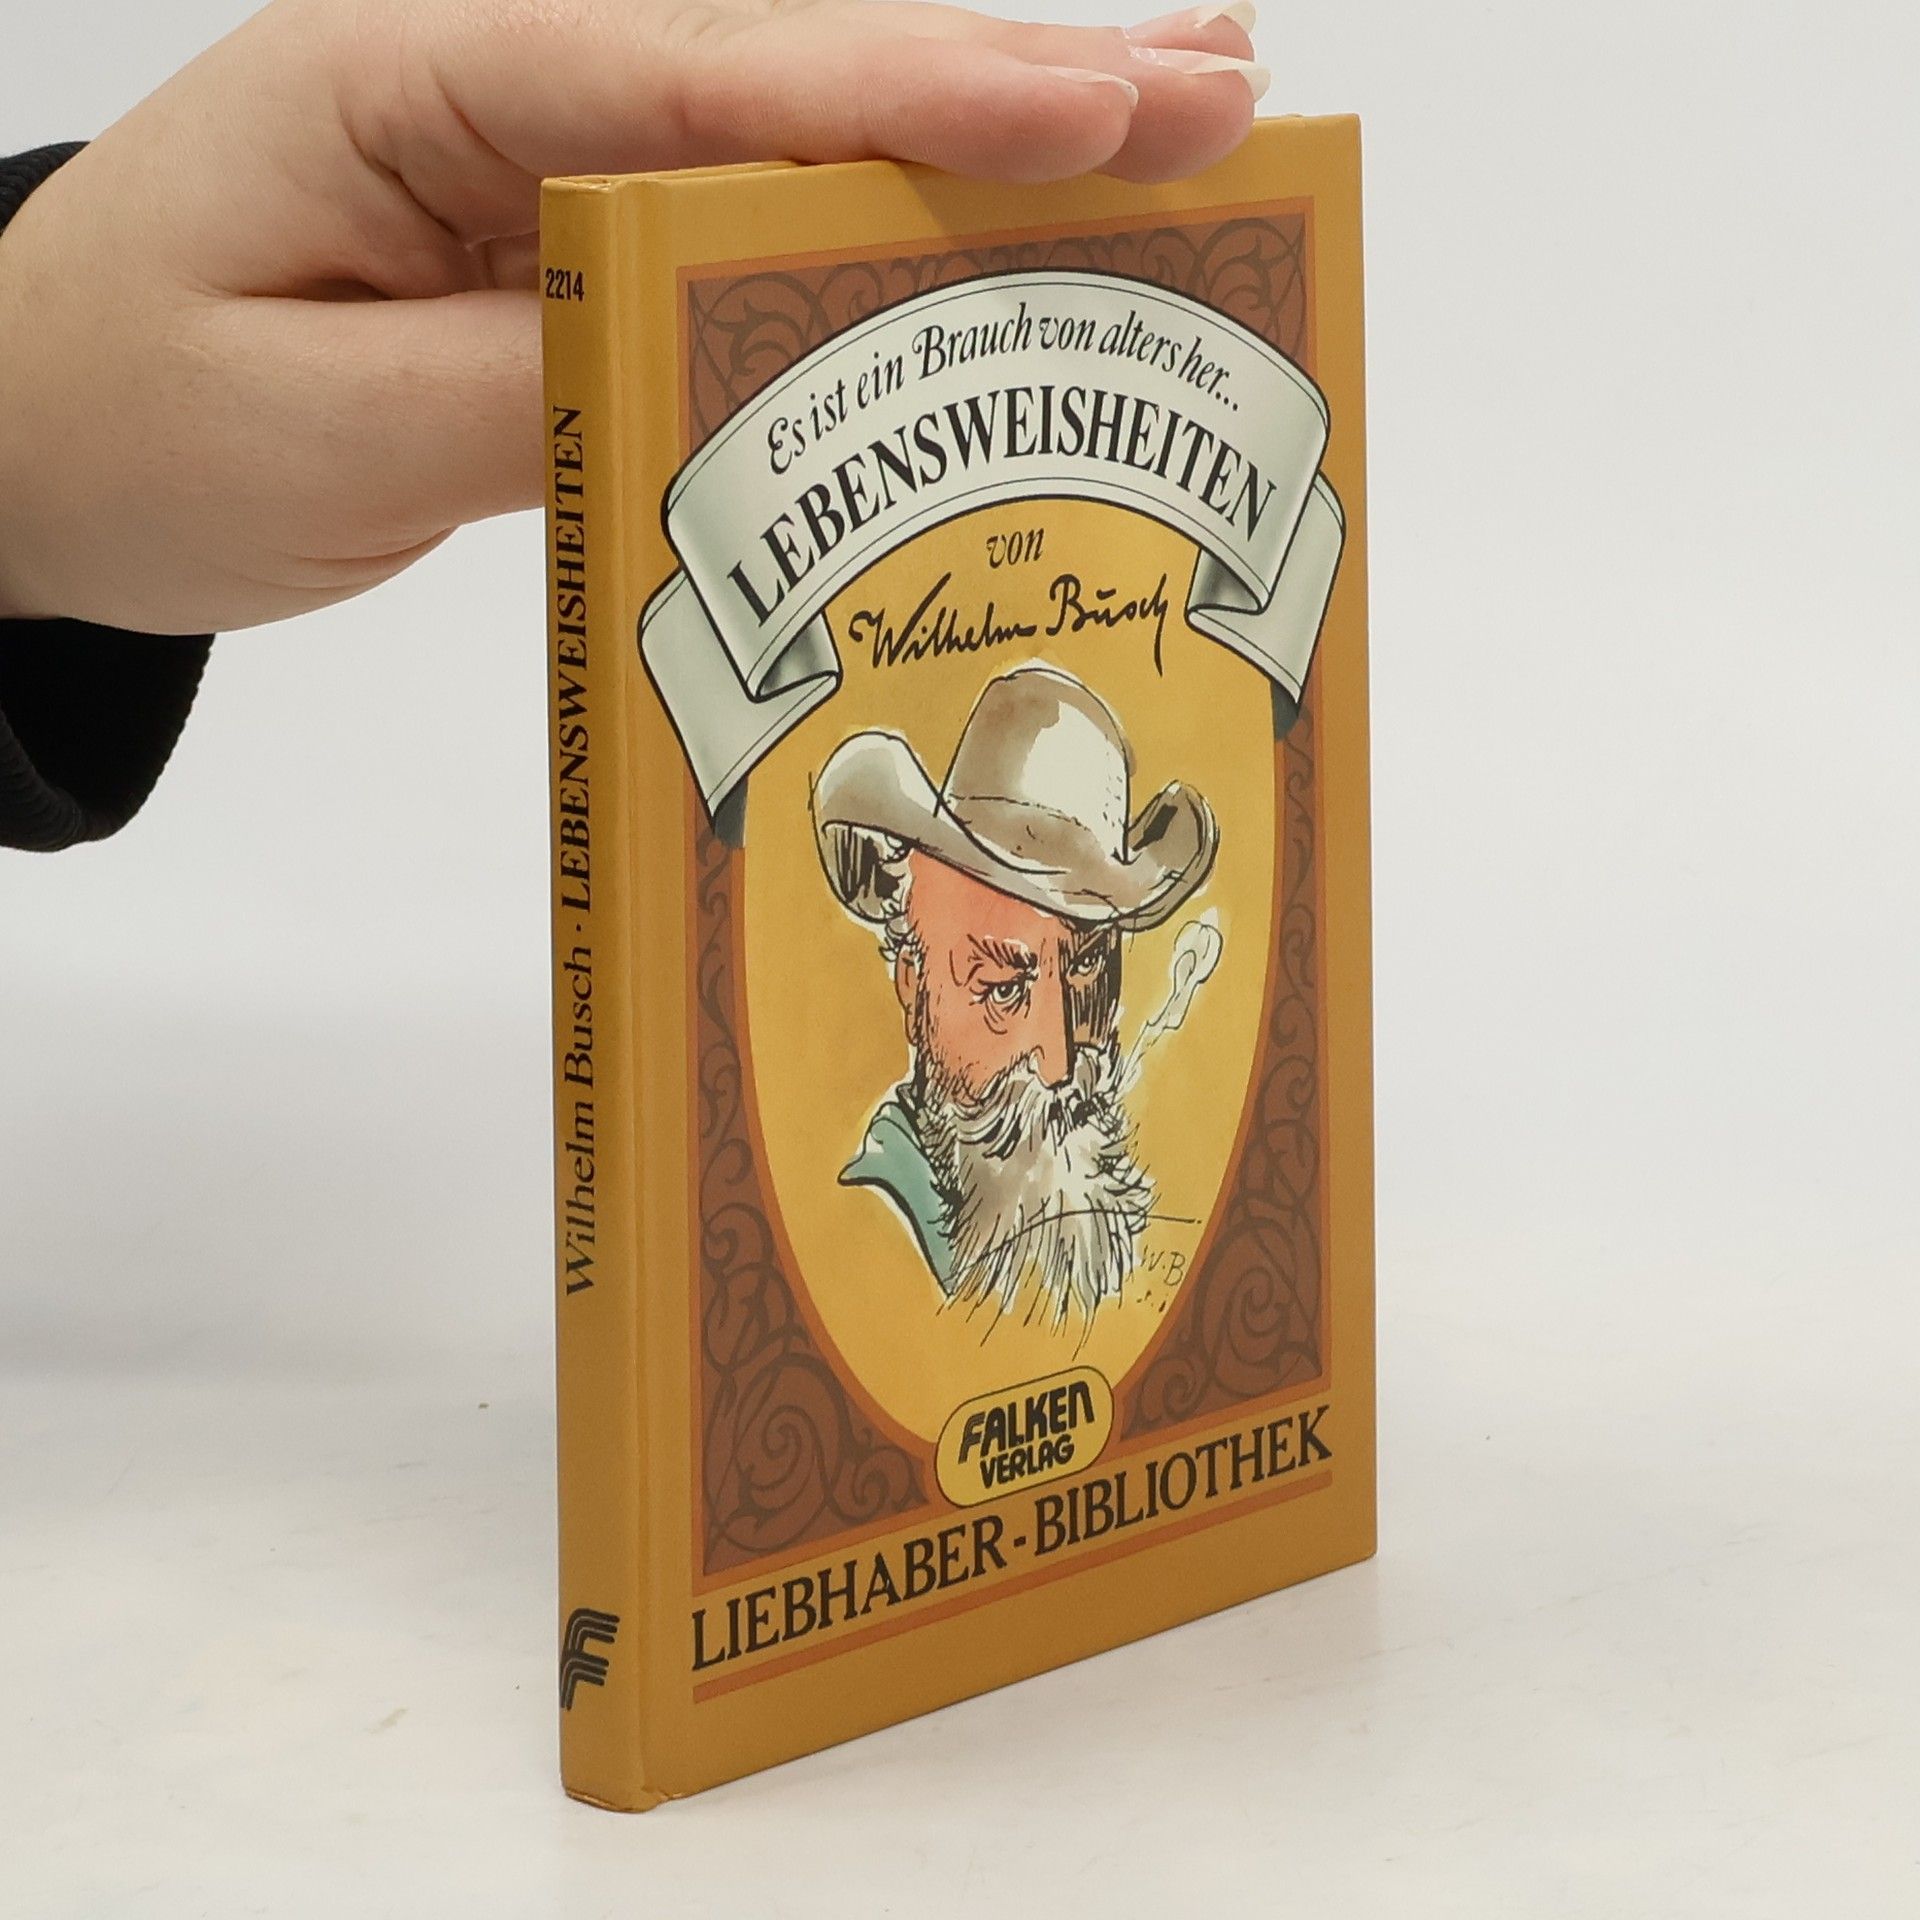 2214
Wilhelm Busch · LEBENSWEISHEITEN
Es ist ein Brauch von alters her...
LEBENSWEISHEITEN
von
Wilhelm Busch
W.B
FALKEN
VERLAG
LIEBHABER-BIBLIOTHEK